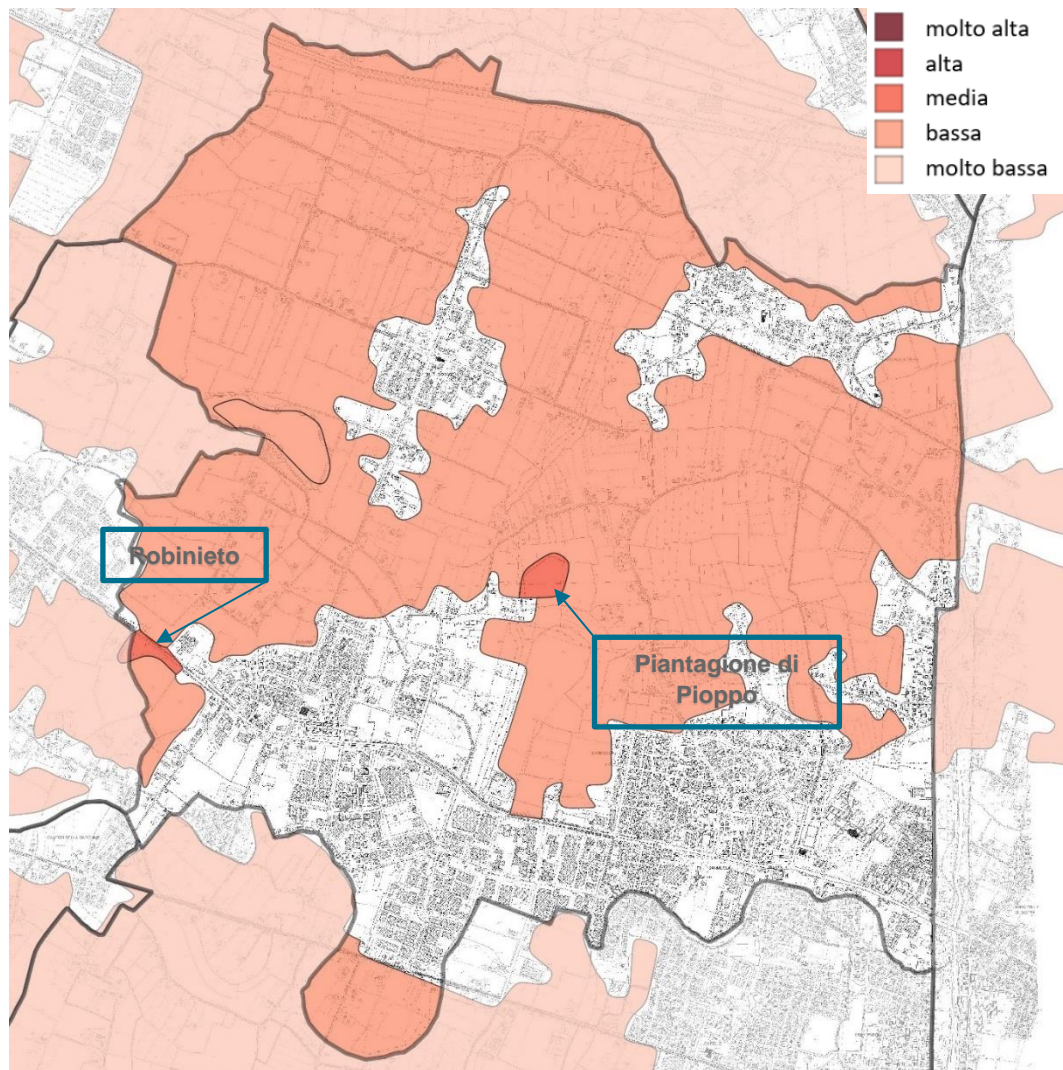 molto alta
alta
media
bassa
molto bassa
Robinieto
Piantagione di
Pioppo